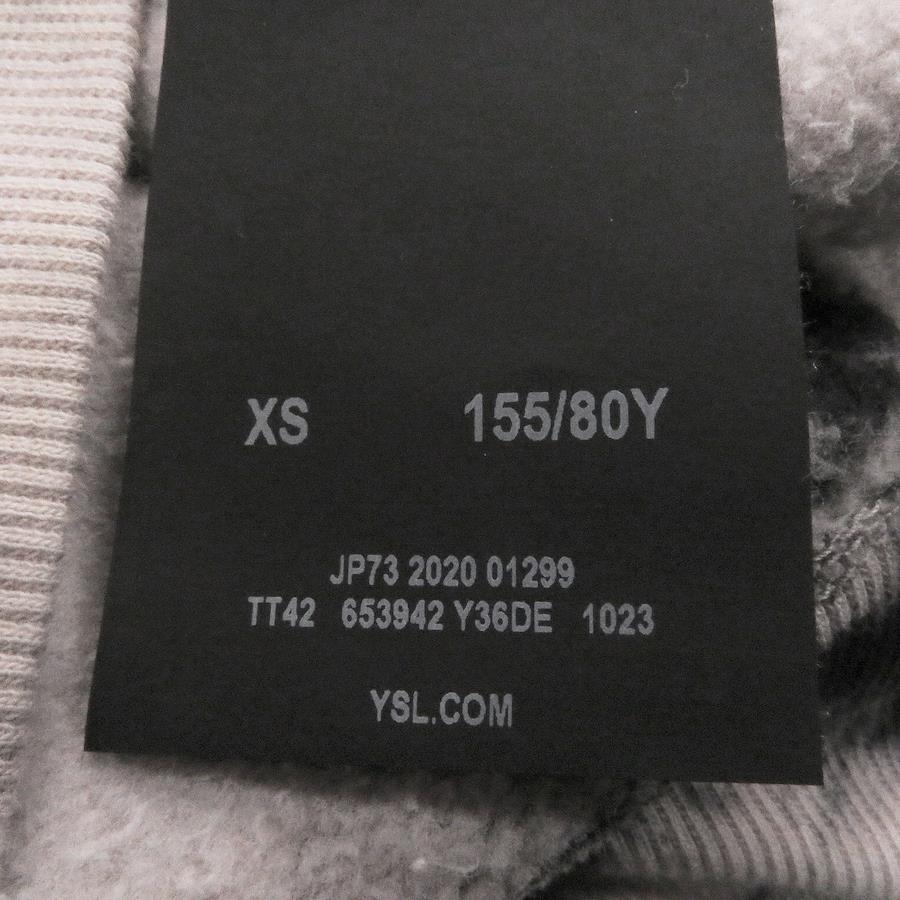 XS 155/80Y
JP73 2020 01299
TT42 653942 Y36DE 1023
YSL.COM